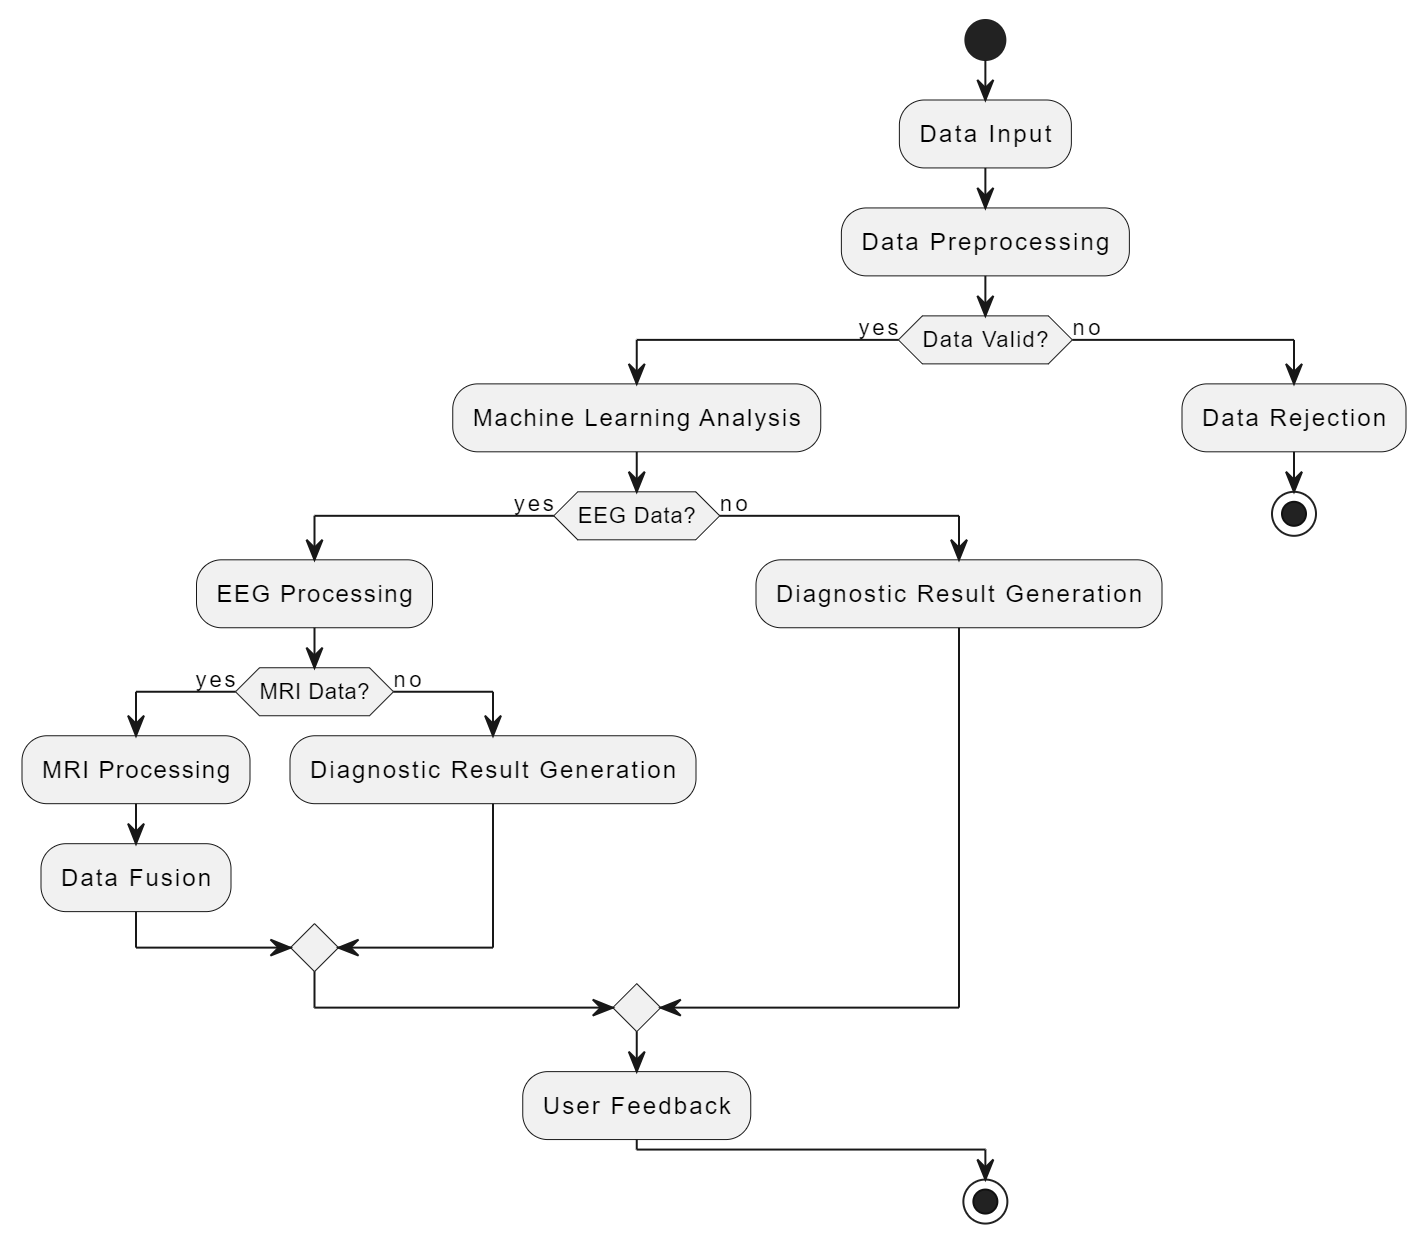 Data Input
Data Preprocessing
yes
Data Valid?
no
Machine Learning Analysis
Data Rejection
yes
EEG Data?
no
EEG Processing
Diagnostic Result Generation
yes
MRI Data?
no
MRI Processing
Diagnostic Result Generation
Data Fusion
User Feedback